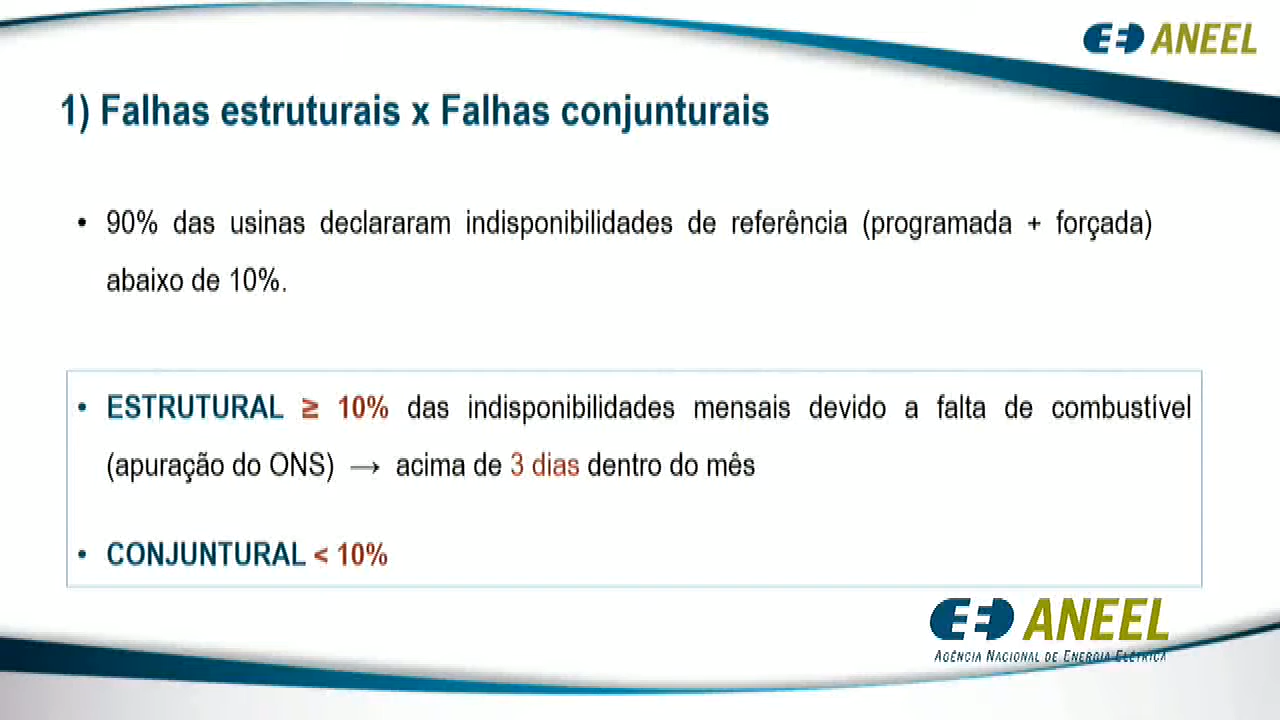 ANEEL
1) Falhas estruturais x Falhas conjunturais
• 90% das usinas declararam indisponibilidades de referência (programada + forçada)
abaixo de 10%.
• ESTRUTURAL ≥ 10% das indisponibilidades mensais devido a falta de combustível
(apuração do ONS) → acima de 3 dias dentro do mês
• CONJUNTURAL < 10%
ANEEL
AGÊNCIA NACIONAL DE ENERGIA ELÉTRICA